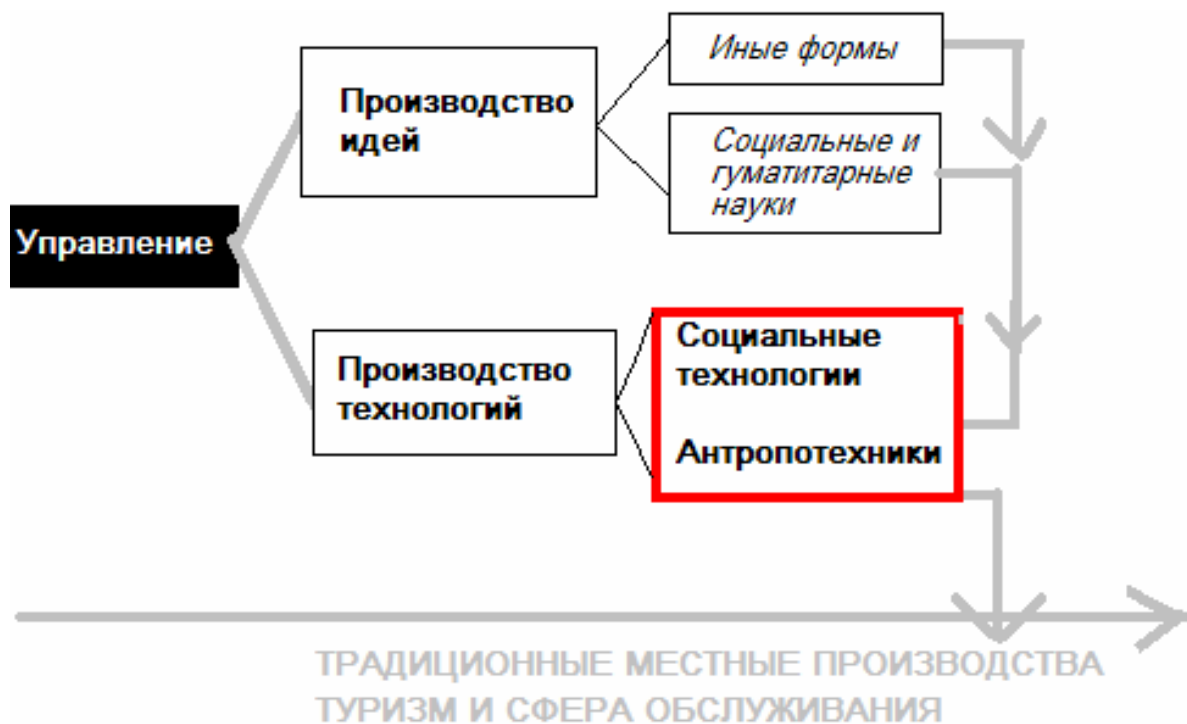 Иные формы
Производство
идей
Социальные и
гуматитарные
науки
Управление
Социальные
технологии
Производство
технологий
Антропотехники
ТРАДИЦИОННЫЕ МЕСТНЫЕ ПРОИЗВОДСТВА
ТУРИЗМ И СФЕРА ОБСЛУЖИВАНИЯ